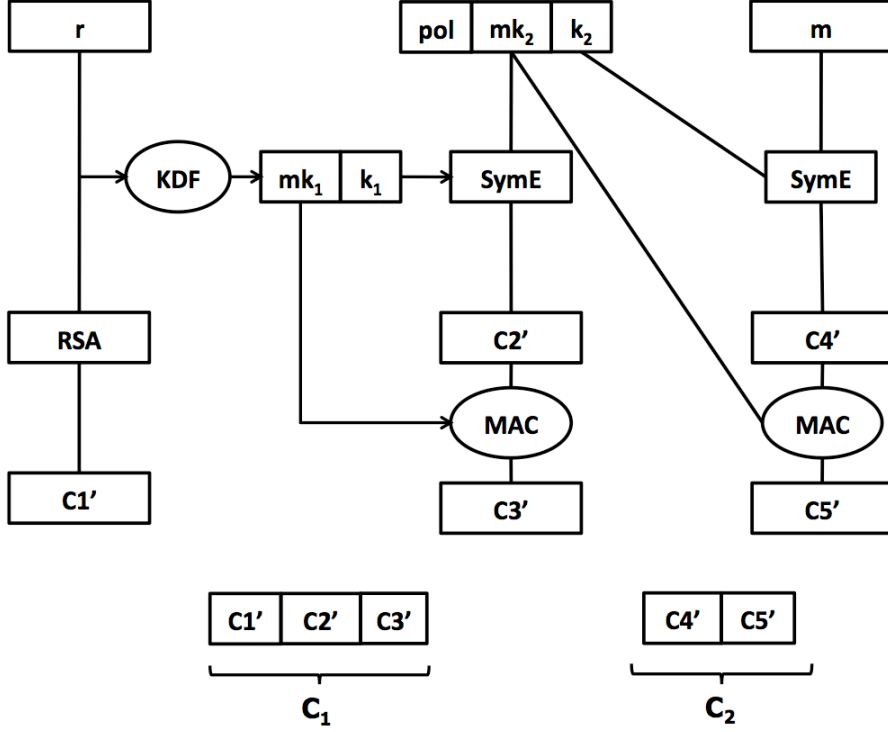 r
pol mk₂ k₂
m
KDF
mk₁ k₁
SymE
SymE
RSA
C2’
C4’
MAC
MAC
C1’
C3’
C5’
C1’ C2’ C3’
C4’ C5’
C₁
C₂